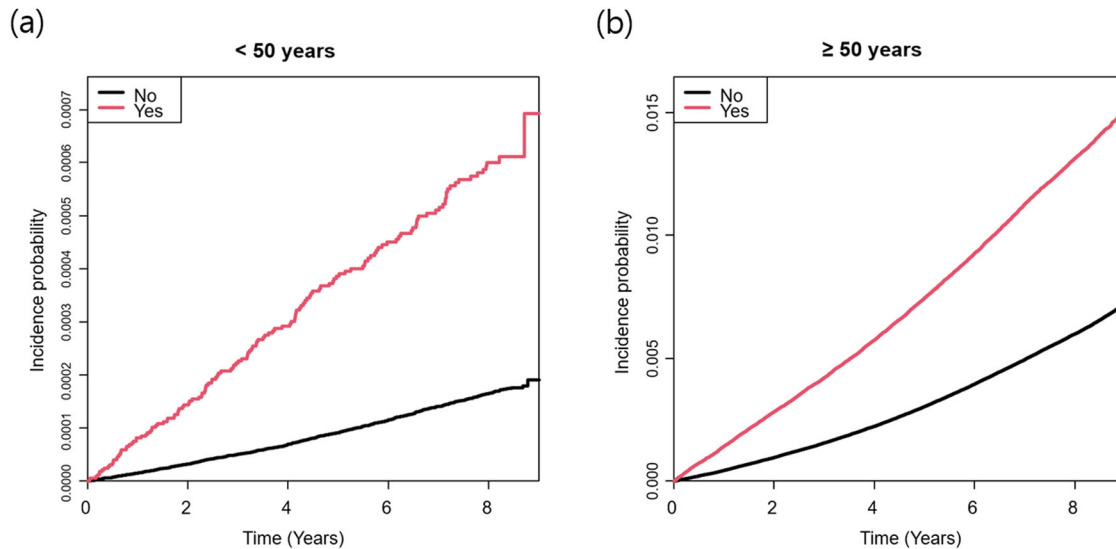 (a)
< 50 years
No
Yes
Incidence probability
0.0007
0.0006
0.0005
0.0004
0.0003
0.0002
0.0001
0.0000
0 2 4 6 8
Time (Years)
(b)
≥ 50 years
No
Yes
Incidence probability
0.015
0.010
0.005
0.000
0 2 4 6 8
Time (Years)